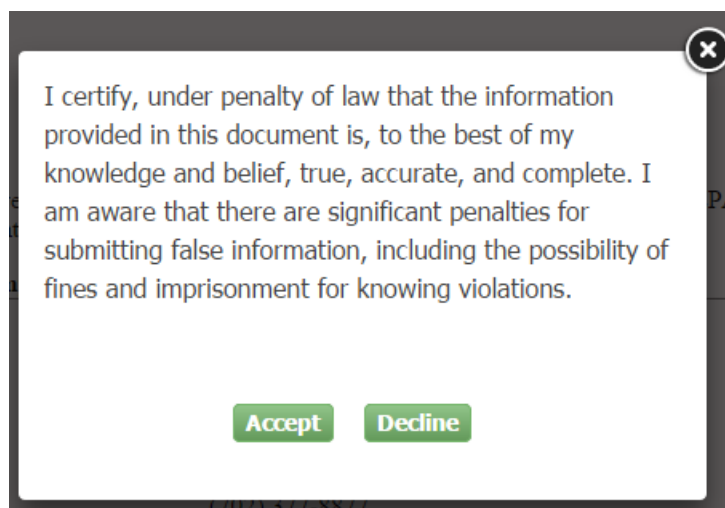 I certify, under penalty of law that the information
provided in this document is, to the best of my
knowledge and belief, true, accurate, and complete. I
am aware that there are significant penalties for
submitting false information, including the possibility of
fines and imprisonment for knowing violations.
Accept Decline